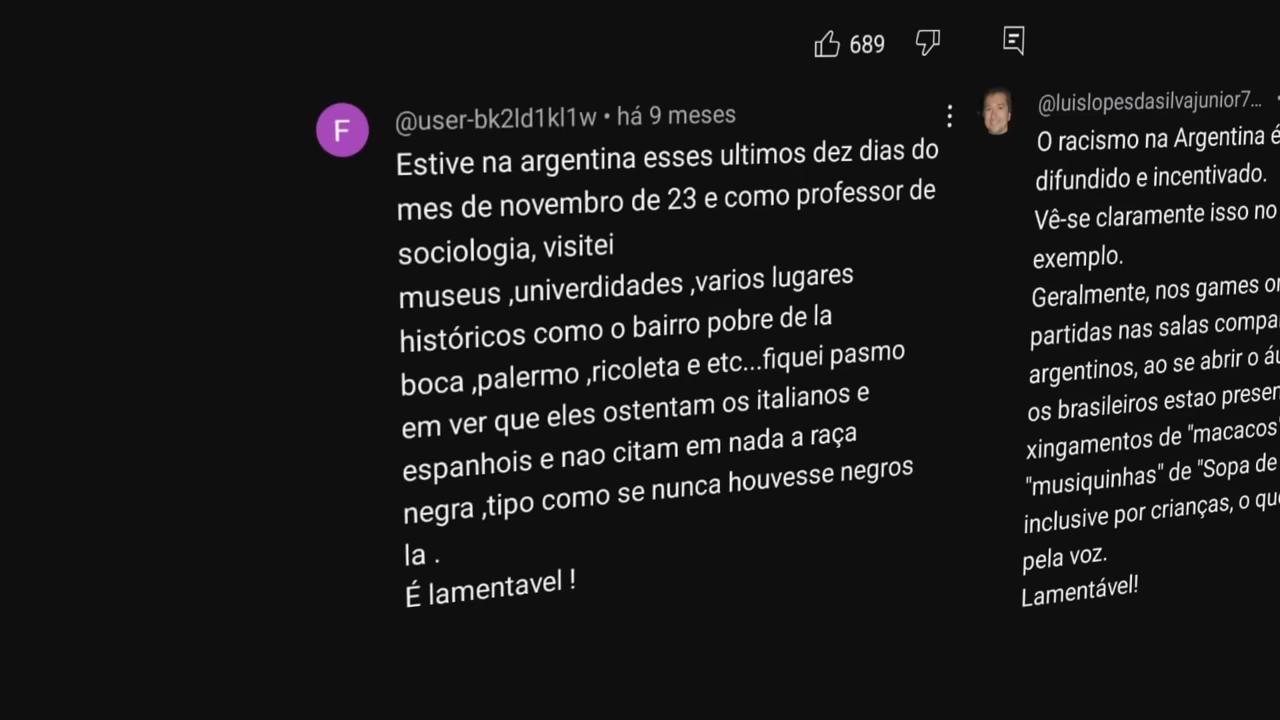 689
@user-bk2ld1kl1w • há 9 meses
Estive na argentina esses ultimos dez dias do
mes de novembro de 23 e como professor de
sociologia, visitei
museus ,univerdidades ,varios lugares
históricos como o bairro pobre de la
boca ,palermo ,ricoleta e etc...fiquei pasmo
em ver que eles ostentam os italianos e
espanhois e nao citam em nada a raça
negra ,tipo como se nunca houvesse negros
la .
É lamentavel !
F
@luislopesdasilvajunior7...
O racismo na Argentina é
difundido e incentivado.
Vê-se claramente isso no
exemplo.
Geralmente, nos games
partidas nas salas
argentinos, ao se abrir o
os brasileiros estao
xingamentos de "macacos"
"musiquinhas" de "Sopa de
inclusive por crianças, o
pela voz.
Lamentável!